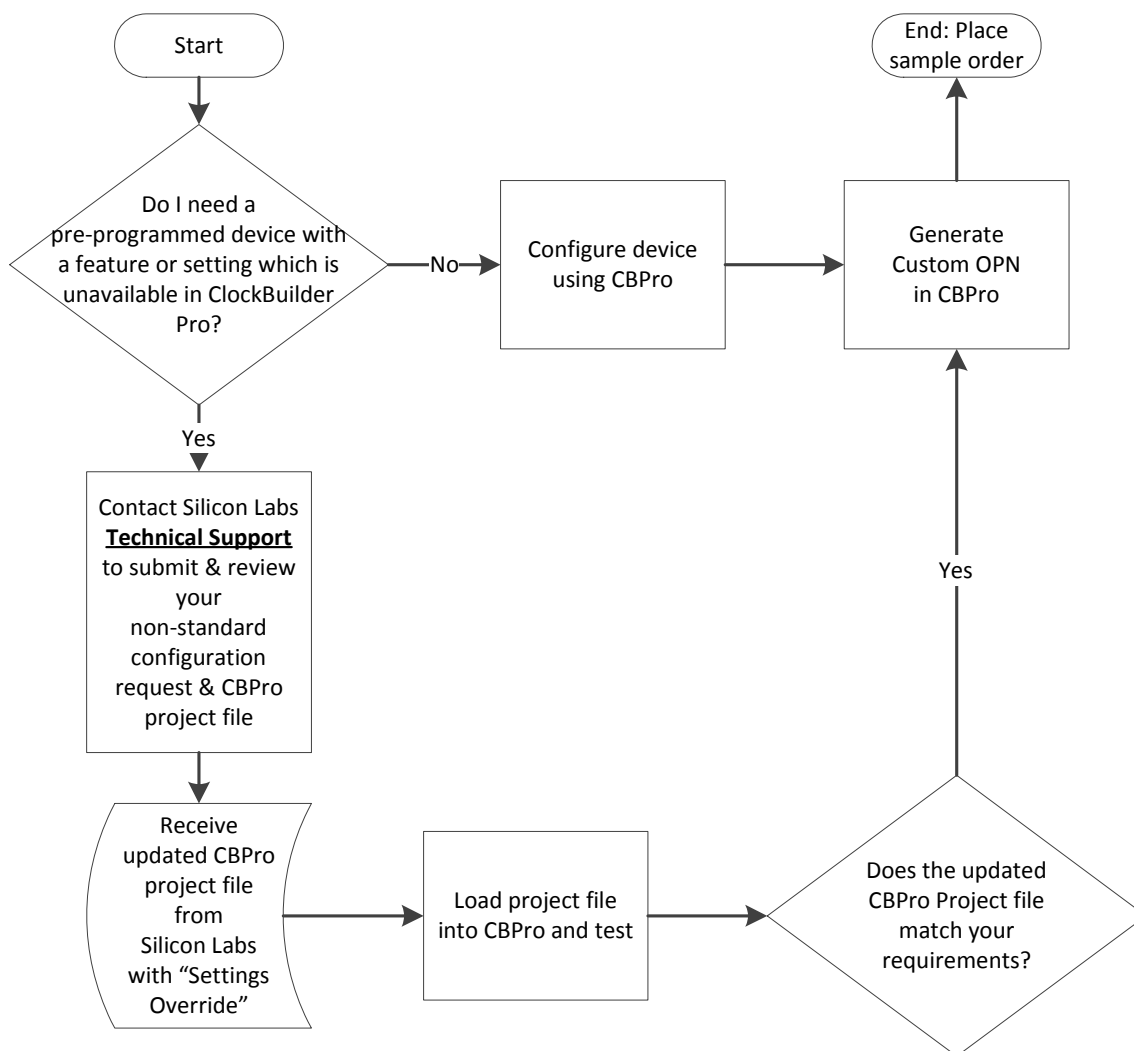 Start
End: Place
sample order
Do I need a
pre-programmed device with
a feature or setting which is
unavailable in ClockBuilder
Pro?
No
Configure device
using CBPro
Generate
Custom OPN
in CBPro
Yes
Contact Silicon Labs
Technical Support
to submit & review
your
non-standard
configuration
request & CBPro
project file
Yes
Receive
updated CBPro
project file
from
Silicon Labs
with “Settings
Override”
Load project file
into CBPro and test
Does the updated
CBPro Project file
match your
requirements?